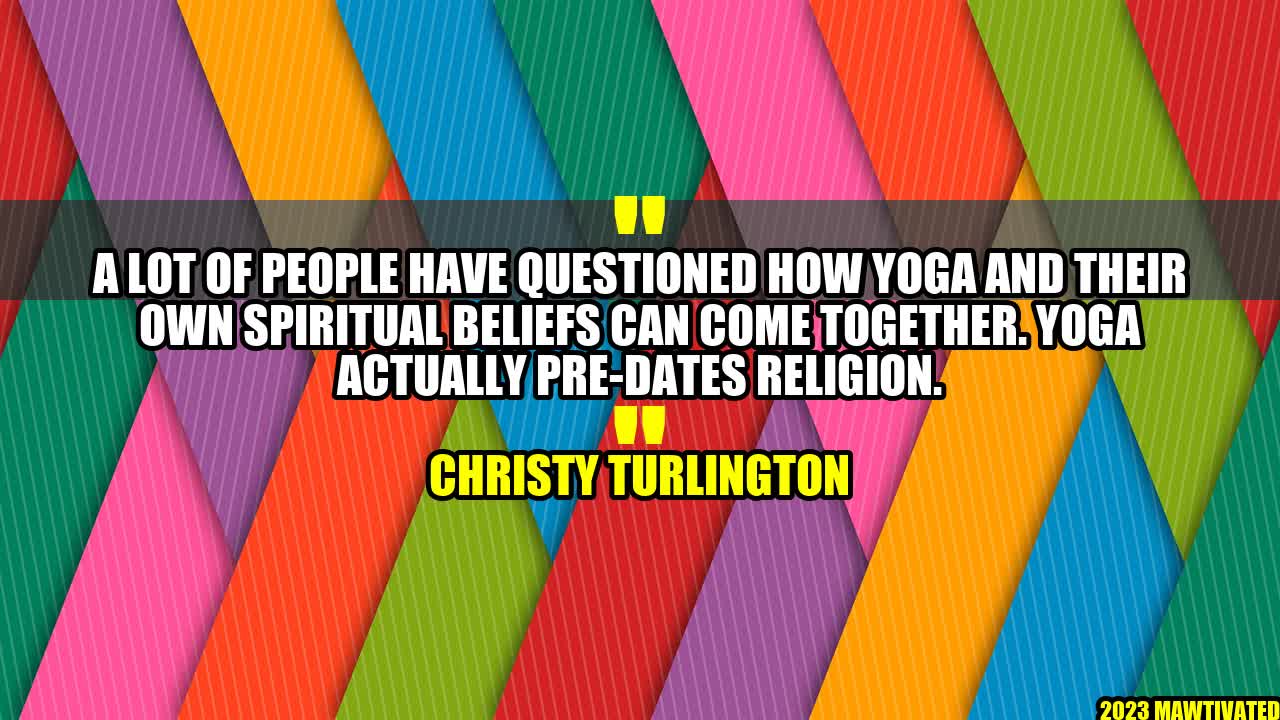 "
A LOT OF PEOPLE HAVE QUESTIONED HOW YOGA AND THEIR
OWN SPIRITUAL BELIEFS CAN COME TOGETHER. YOGA
ACTUALLY PRE-DATES RELIGION.
"
CHRISTY TURLINGTON
2023 MAWTIVATED